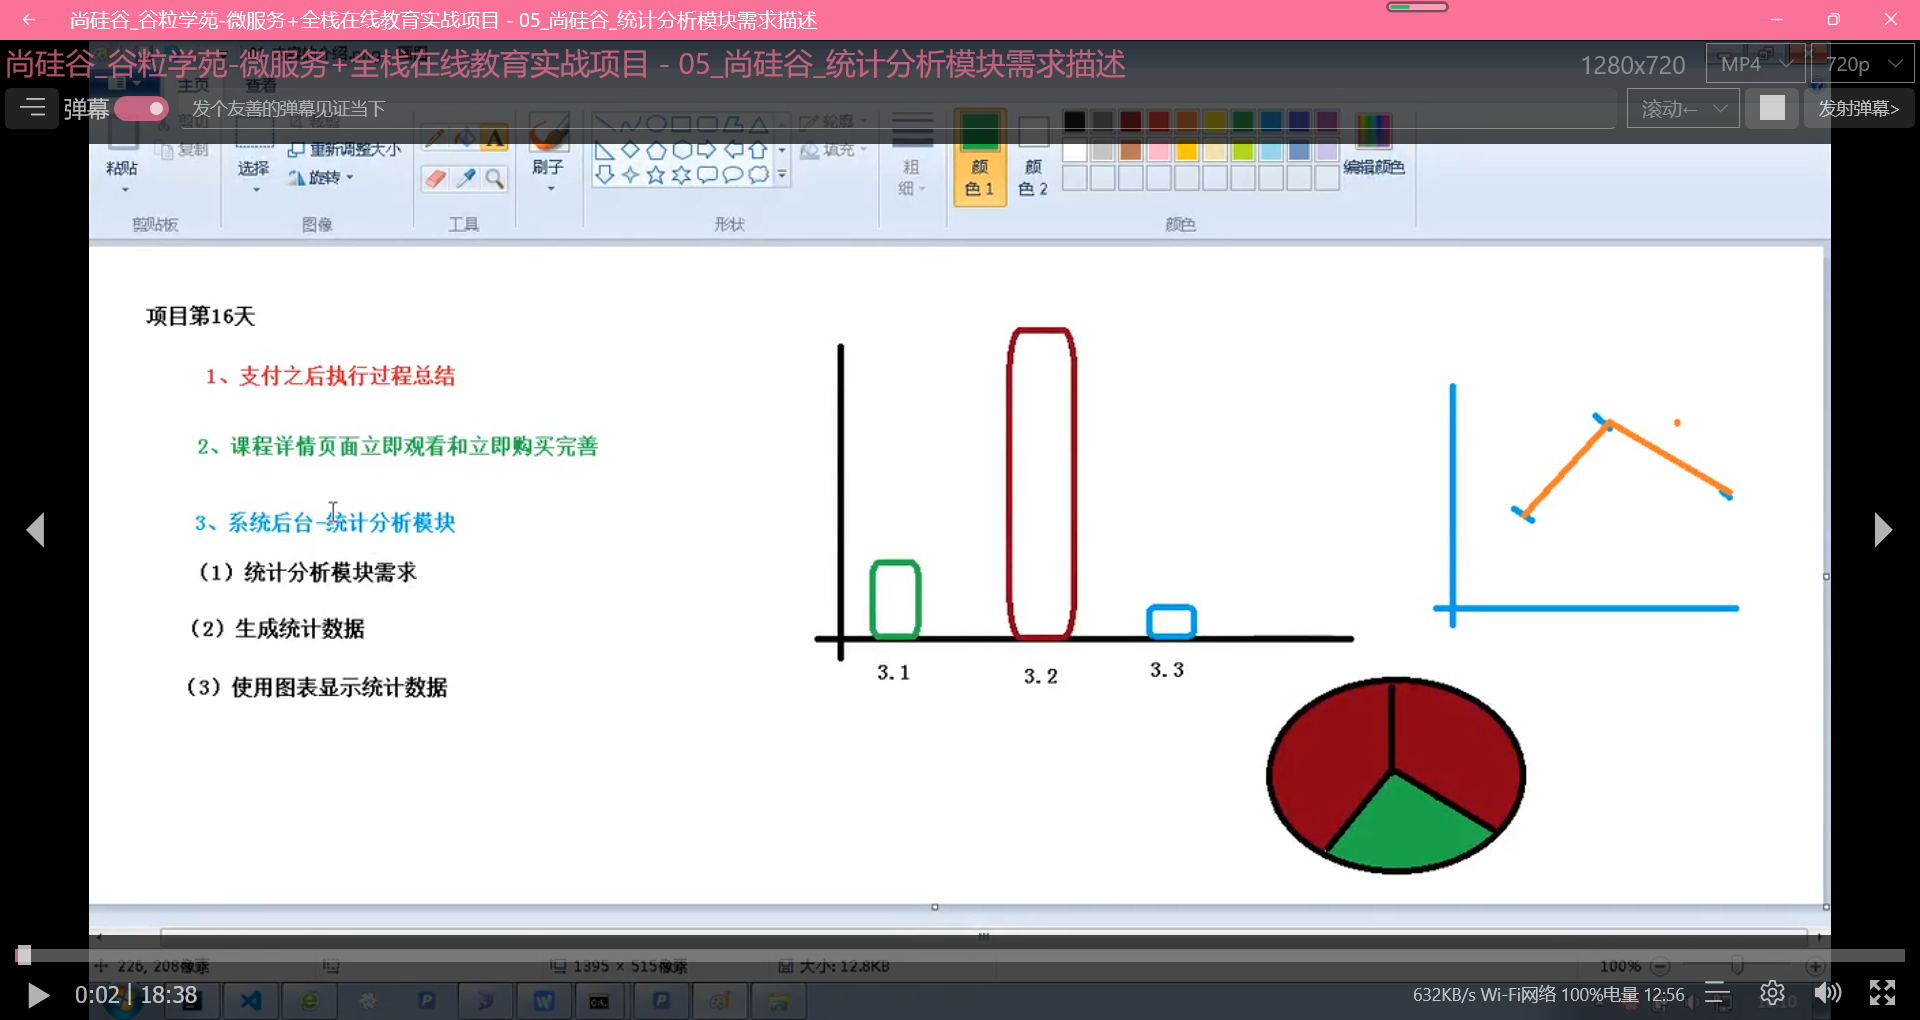 尚硅谷_谷粒学苑-微服务+全栈在线教育实战项目 - 05_尚硅谷_统计分析模块需求描述
尚硅谷_谷粒学苑-微服务+全栈在线教育实战项目 - 05_尚硅谷_统计分析模块需求描述
1280x720
MP4
720p
主页
查看
弹幕
发个友善的弹幕见证当下
滚动←
发射弹幕>
剪切
复制
粘贴
剪贴板
选择
重新调整大小
旋转
图像
A
工具
刷子
轮廓
填充
形状
粗
细
颜
色 1
颜
色 2
编辑颜色
颜色
项目第16天
1、支付之后执行过程总结
2、课程详情页面立即观看和立即购买完善
3、系统后台-统计分析模块
（1）统计分析模块需求
（2）生成统计数据
（3）使用图表显示统计数据
3.1
3.2
3.3
226, 208像素
1395 × 515像素
大小: 12.8KB
100%
0:02 | 18:38
632KB/s Wi-Fi网络 100%电量 12:56